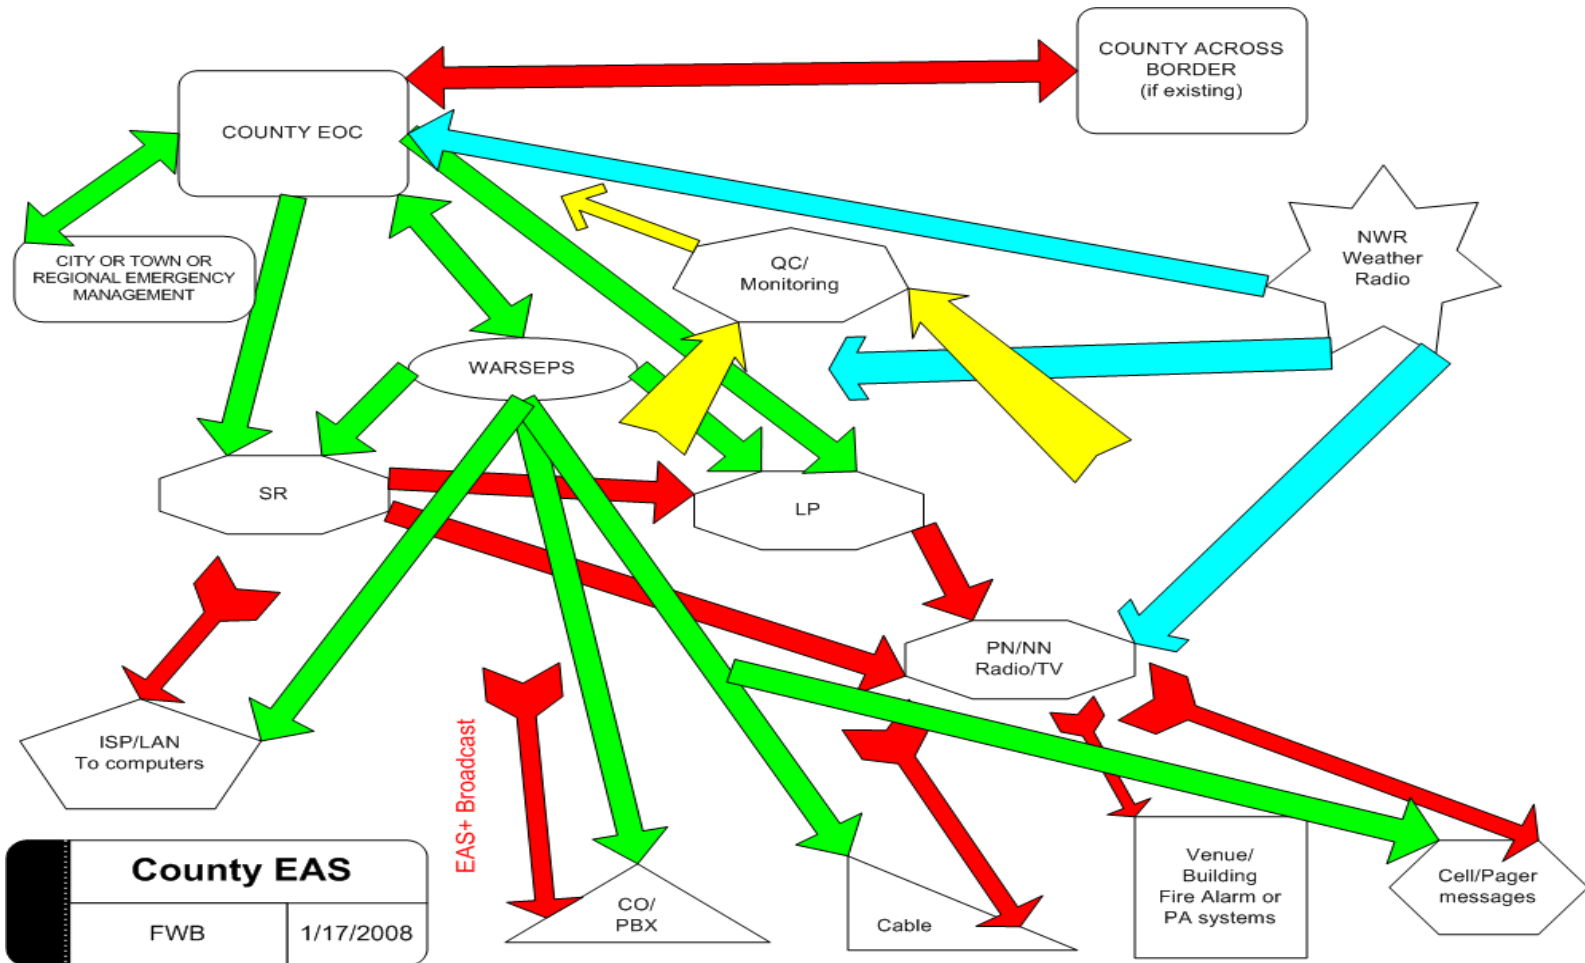 COUNTY ACROSS
BORDER
(if existing)
COUNTY EOC
NWR
Weather
Radio
CITY OR TOWN OR
REGIONAL EMERGENCY
MANAGEMENT
QC/
Monitoring
WARSEPS
SR
LP
PN/NN
Radio/TV
ISP/LAN
To computers
EAS+ Broadcast
CO/
PBX
Cable
Venue/
Building
Fire Alarm or
PA systems
Cell/Pager
messages
County EAS
FWB
1/17/2008